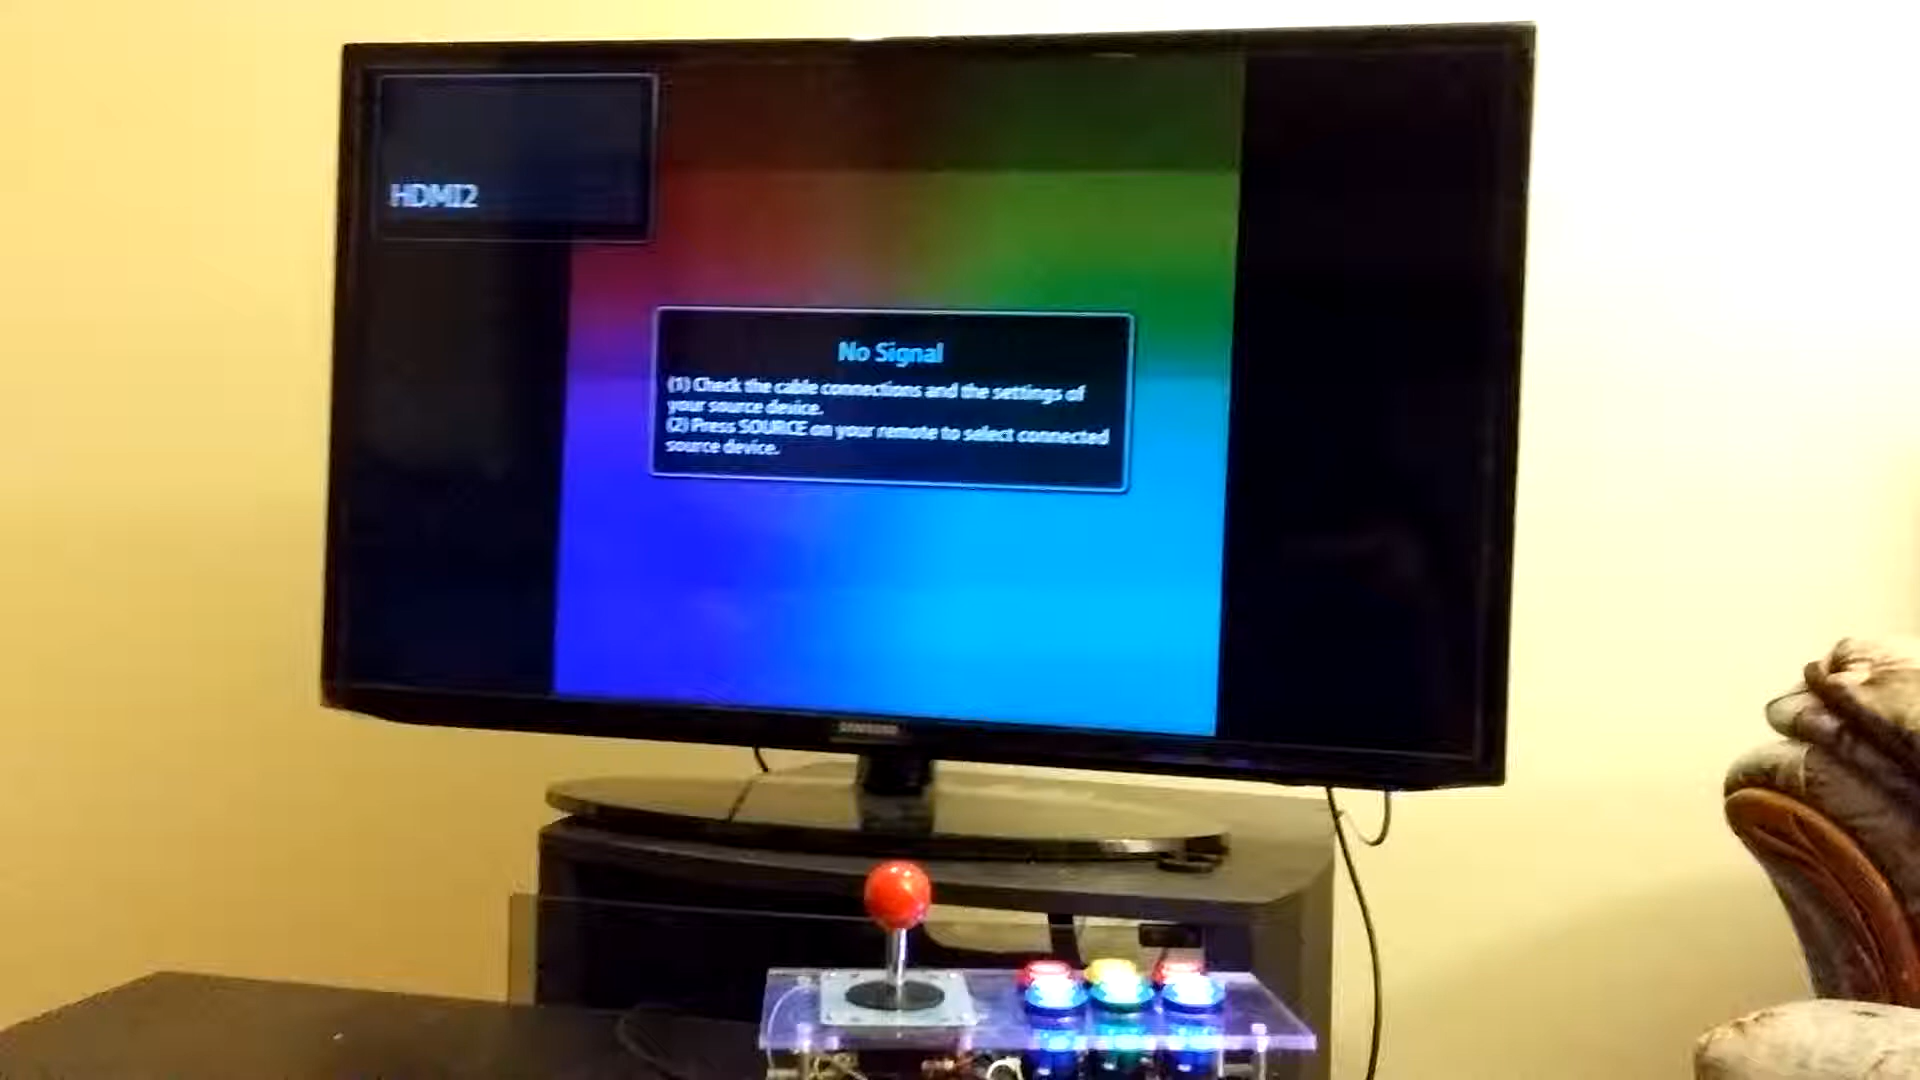 HDMI2
No Signal
(1) Check the cable connections and the settings of
your source device.
(2) Press SOURCE on your remote to select connected
source device.
SAMSUNG